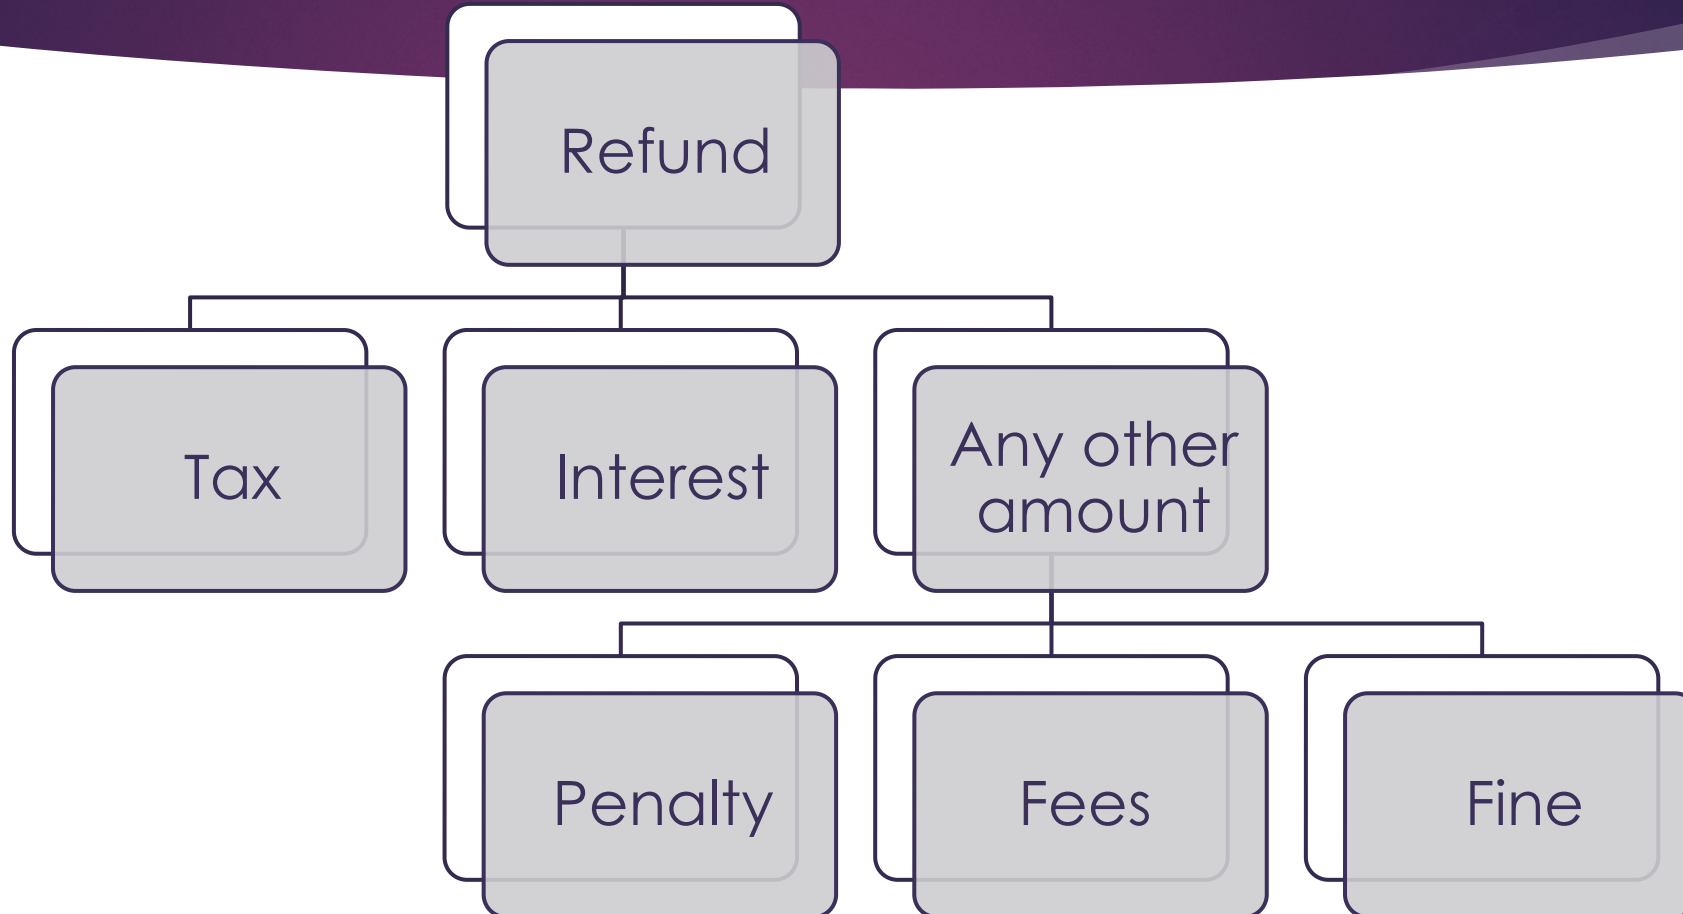 Refund
Tax
Interest
Any other
amount
Penalty
Fees
Fine